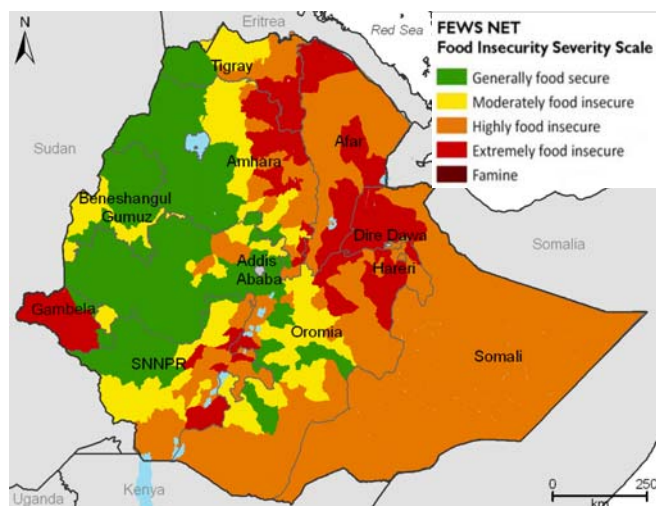 N
Eritrea
Red Sea
FEWS NET
Food Insecurity Severity Scale
Generally food secure
Moderately food insecure
Highly food insecure
Extremely food insecure
Famine
Tigray
Sudan
Afar
Amhara
Beneshangul
Gumuz
Dire Dawa
Somalia
Addis
Ababa
Hareri
Gambela
Oromia
SNNPR
Somali
Uganda
Kenya
0 250
km